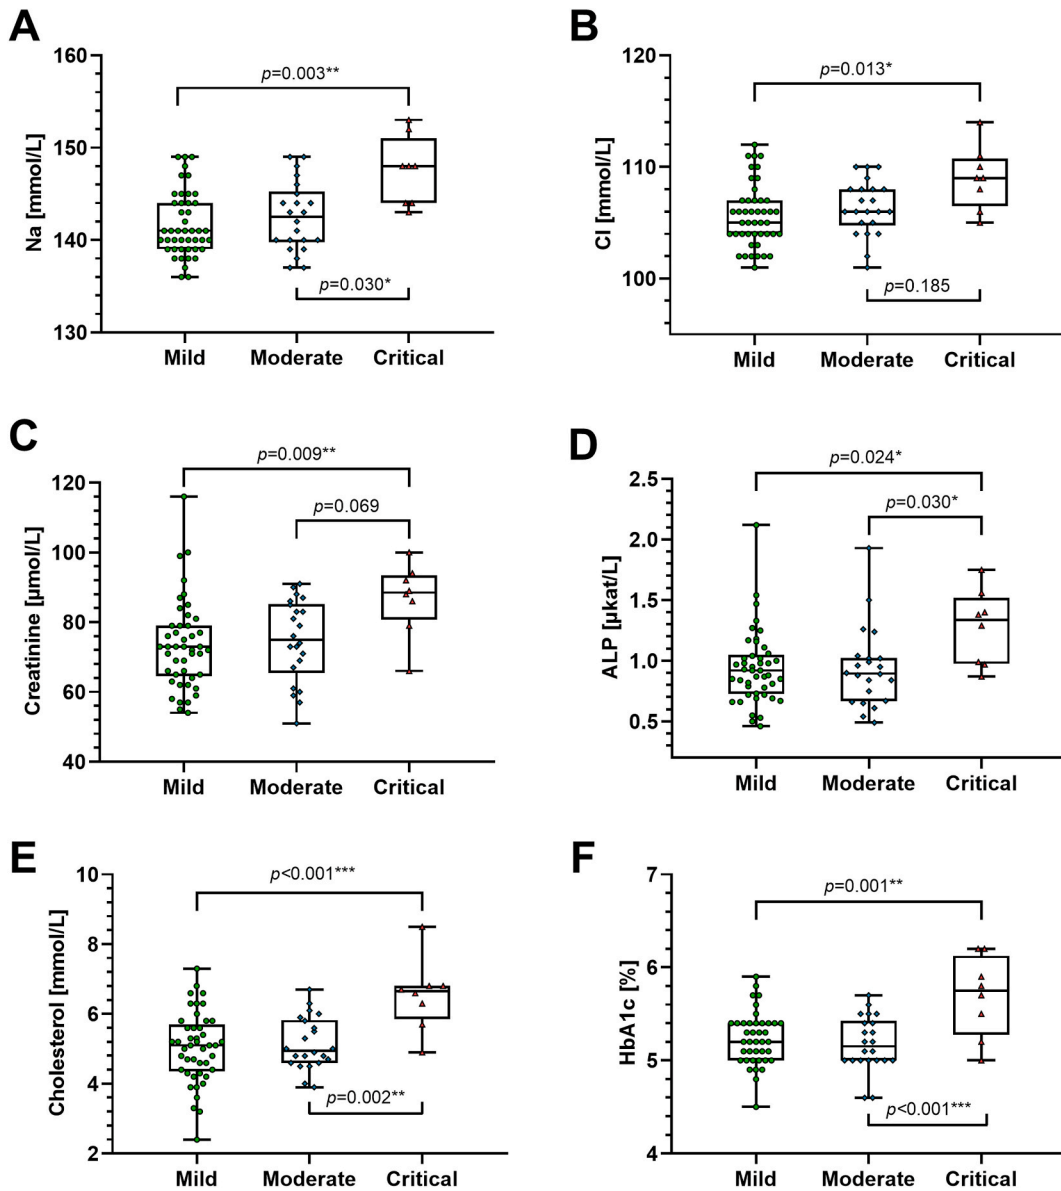 A
B
160
150
140
130
Na [mmol/L]
p=0.003**
p=0.030*
Mild
Moderate
Critical
120
110
100
Cl [mmol/L]
p=0.013*
p=0.185
Mild
Moderate
Critical
C
D
120
100
80
60
40
Creatinine [µmol/L]
p=0.009**
p=0.069
Mild
Moderate
Critical
2.5
2.0
1.5
1.0
0.5
ALP [µkat/L]
p=0.024*
p=0.030*
Mild
Moderate
Critical
E
F
10
8
6
4
2
Cholesterol [mmol/L]
p<0.001***
p=0.002**
Mild
Moderate
Critical
7
6
5
4
HbA1c [%]
p=0.001**
p<0.001***
Mild
Moderate
Critical